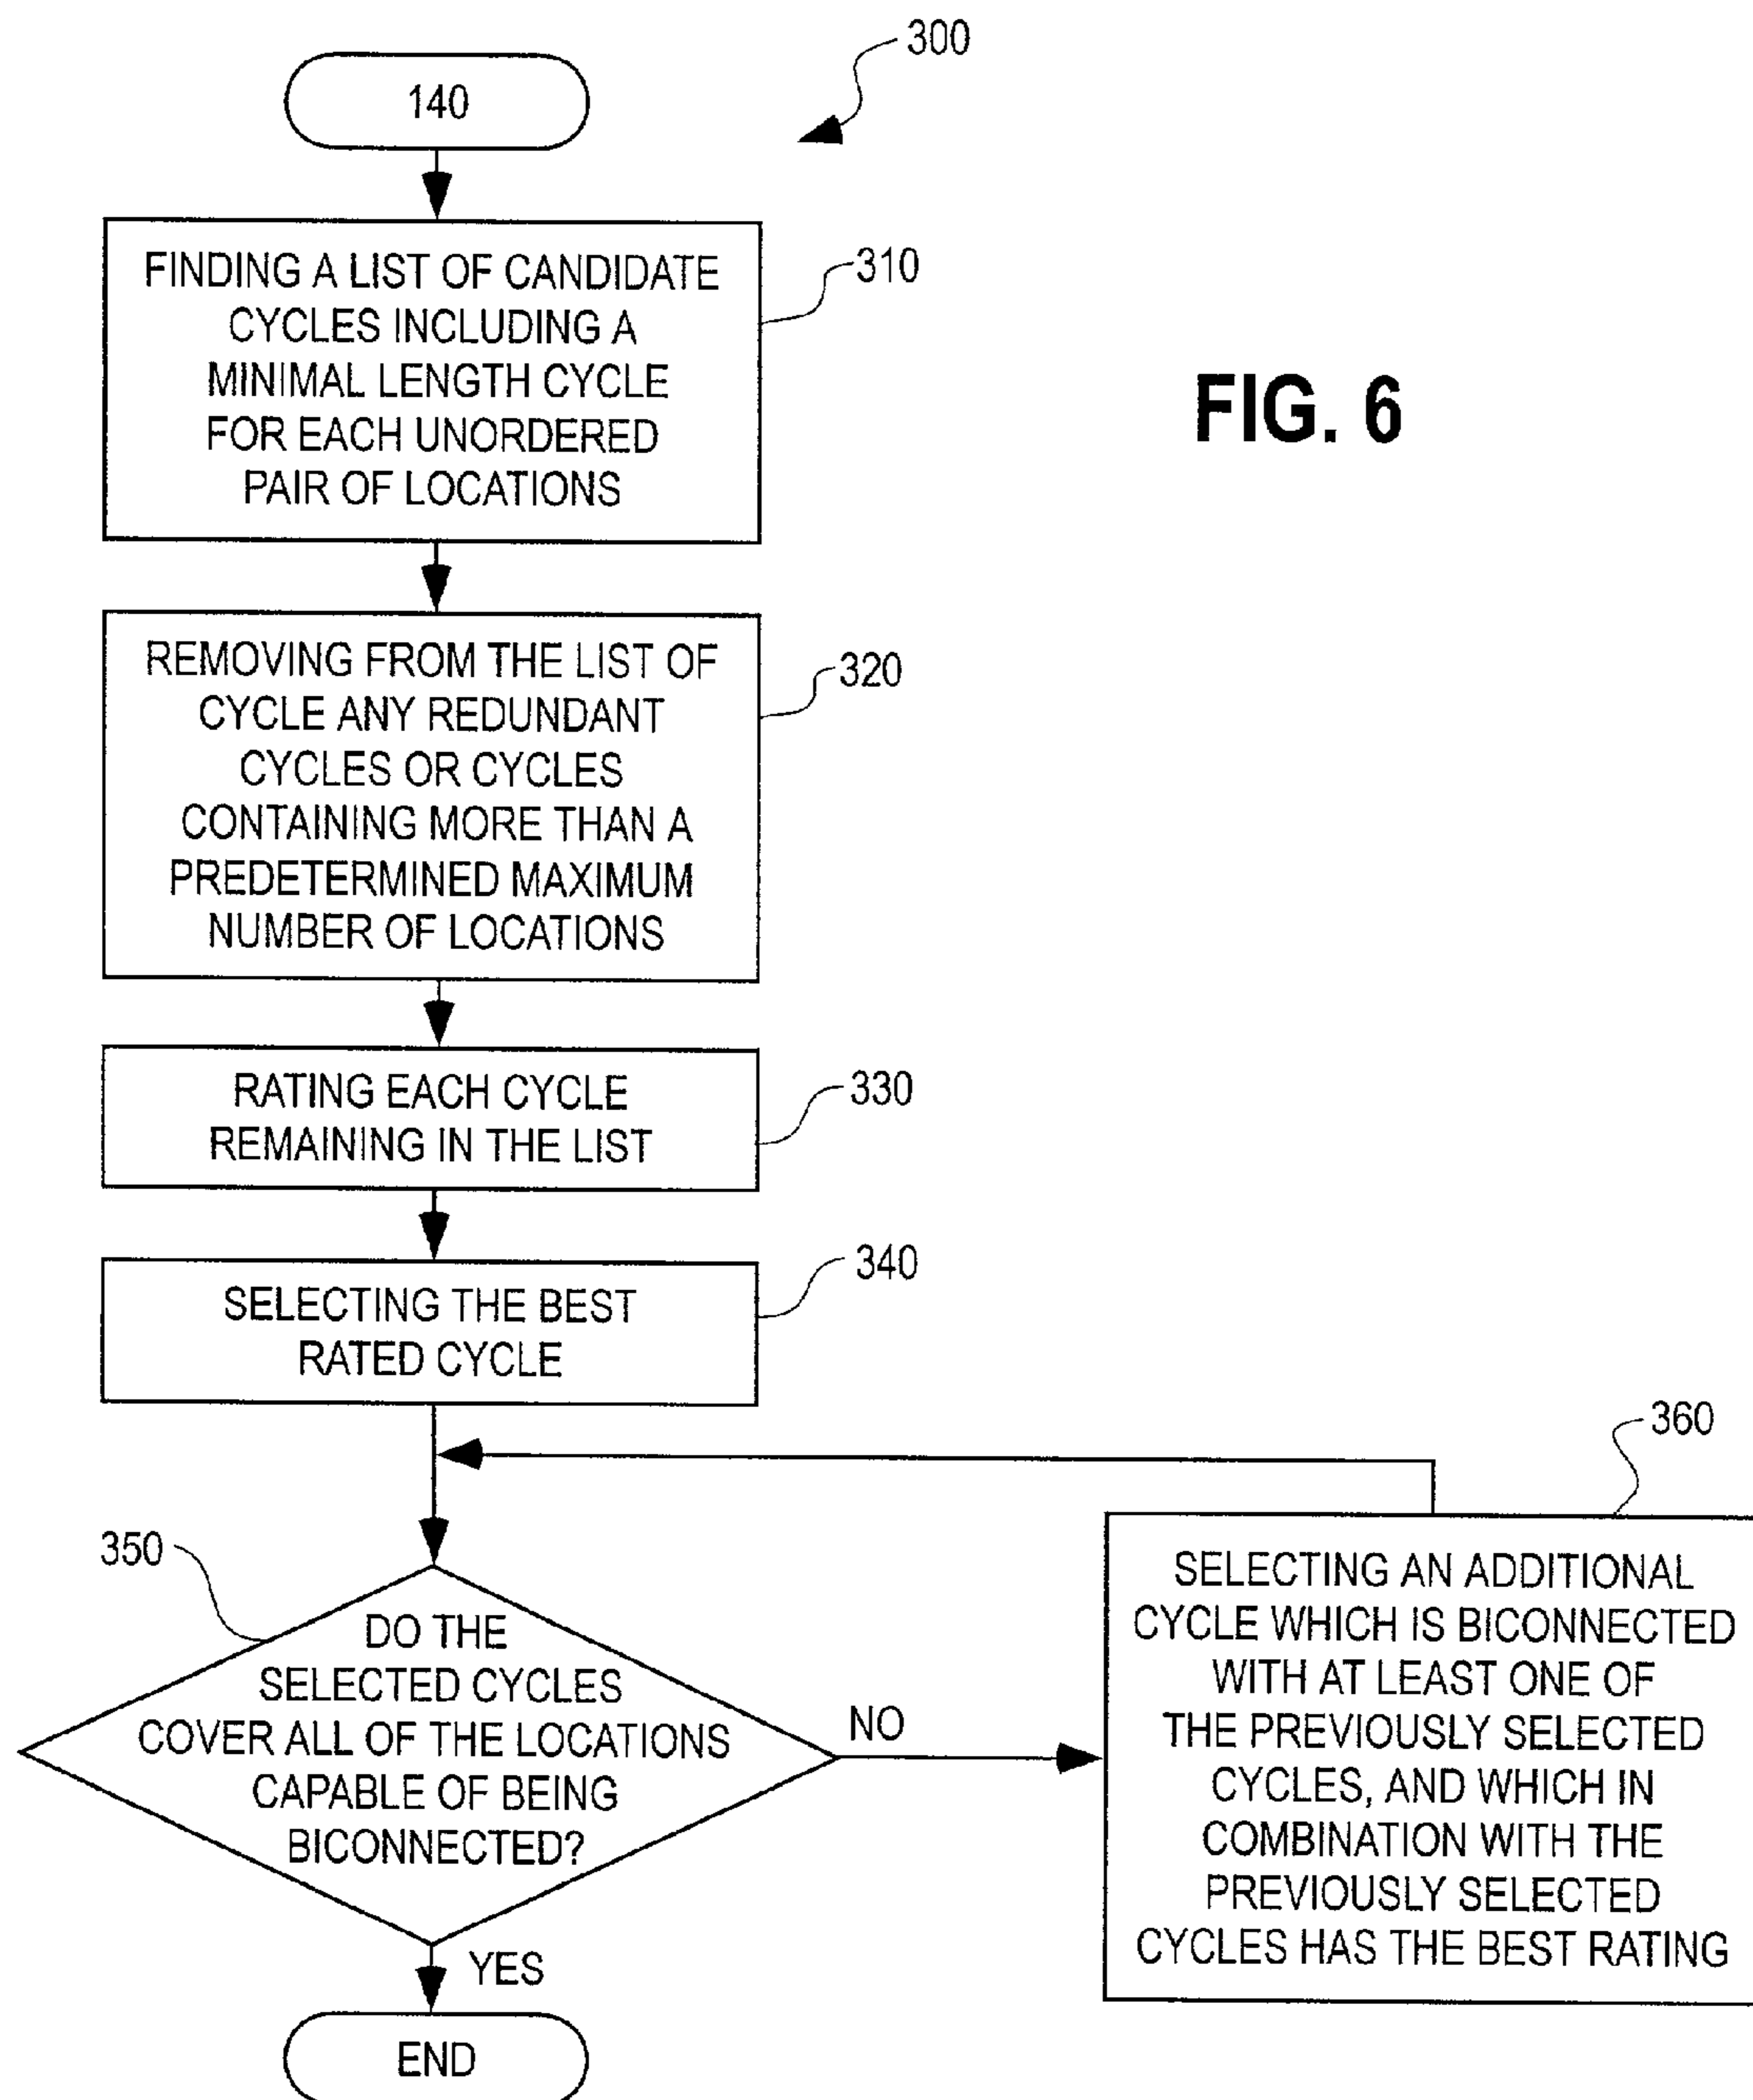 300
140
FINDING A LIST OF CANDIDATE
CYCLES INCLUDING A
MINIMAL LENGTH CYCLE
FOR EACH UNORDERED
PAIR OF LOCATIONS
310
FIG. 6
REMOVING FROM THE LIST OF
CYCLE ANY REDUNDANT
CYCLES OR CYCLES
CONTAINING MORE THAN A
PREDETERMINED MAXIMUM
NUMBER OF LOCATIONS
320
RATING EACH CYCLE
REMAINING IN THE LIST
330
SELECTING THE BEST
RATED CYCLE
340
350
DO THE
SELECTED CYCLES
COVER ALL OF THE LOCATIONS
CAPABLE OF BEING
BICONNECTED?
NO
360
SELECTING AN ADDITIONAL
CYCLE WHICH IS BICONNECTED
WITH AT LEAST ONE OF
THE PREVIOUSLY SELECTED
CYCLES, AND WHICH IN
COMBINATION WITH THE
PREVIOUSLY SELECTED
CYCLES HAS THE BEST RATING
YES
END